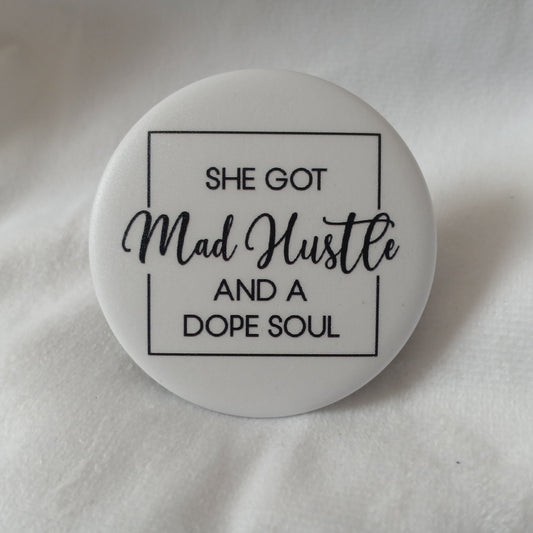 SHE GOT
Mad Hustle
AND A
DOPE SOUL